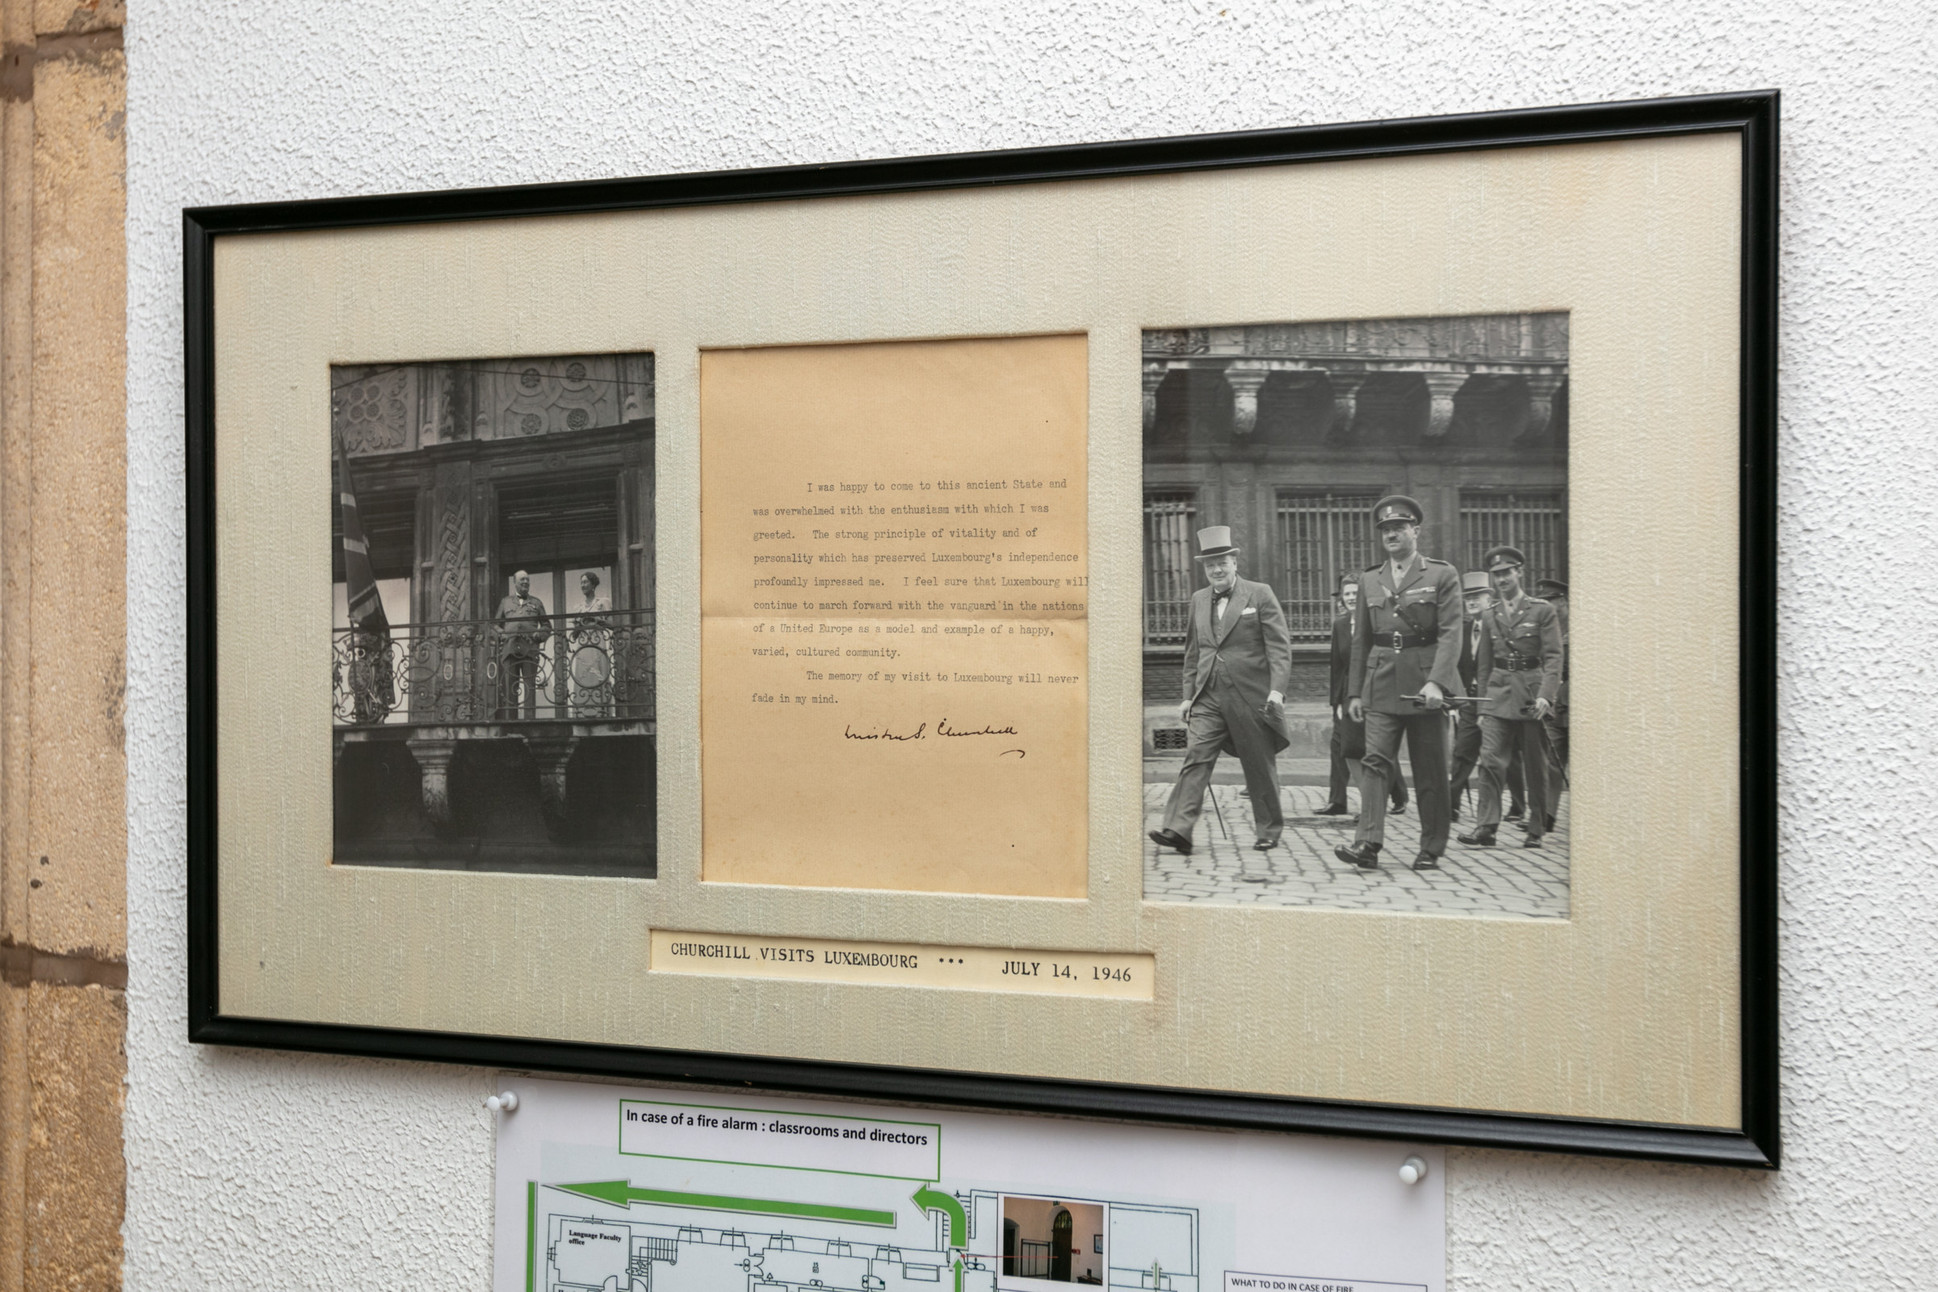 I was happy to come to this ancient State and
was overwhelmed with the enthusiasm with which I was
greeted. The strong principle of vitality and of
personality which has preserved Luxembourg's independence
profoundly impressed me. I feel sure that Luxembourg will
continue to march forward with the vanguard in the nations
of a United Europe as a model and example of a happy,
varied, cultured community.
The memory of my visit to Luxembourg will never
fade in my mind.
Winston S. Churchill
CHURCHILL VISITS LUXEMBOURG ••• JULY 14, 1946
In case of a fire alarm : classrooms and directors
Language Faculty
office
WHAT TO DO IN CASE OF FIRE